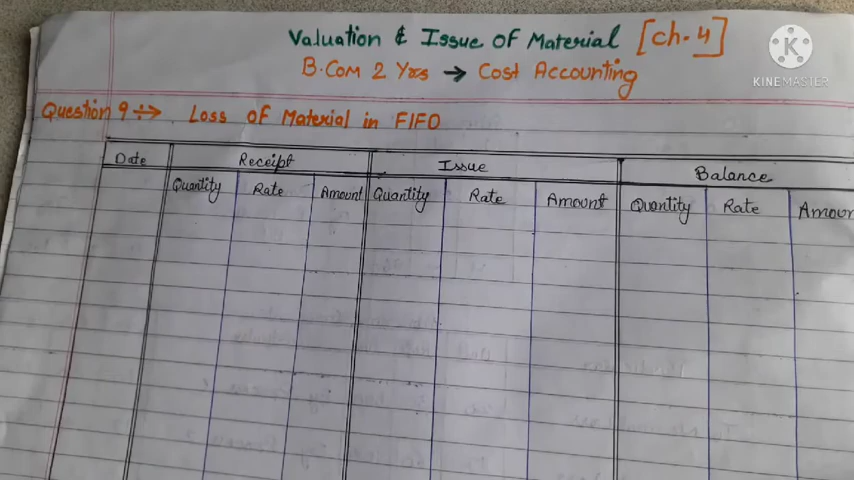 Valuation & Issue of Material [ch-4]
B.Com 2 Yrs → Cost Accounting
KINEMASTER
Question 9 ÷→ Loss of Material in FIFO
Date Receipt Issue Balance
Quantity Rate Amount Quantity Rate Amount Quantity Rate Amoun